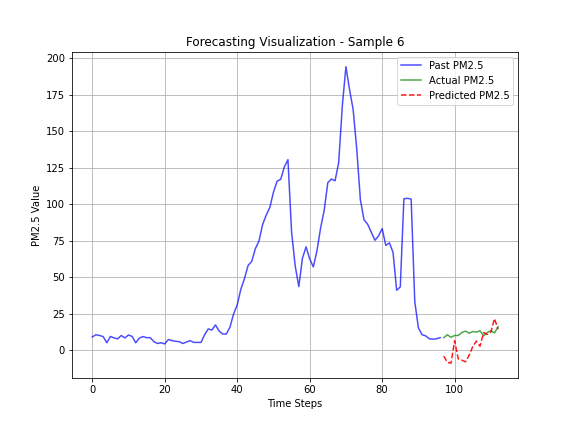 Forecasting Visualization - Sample 6
200
175
150
125
100
75
50
25
0
PM2.5 Value
Past PM2.5
Actual PM2.5
Predicted PM2.5
0
20
40
60
80
100
Time Steps